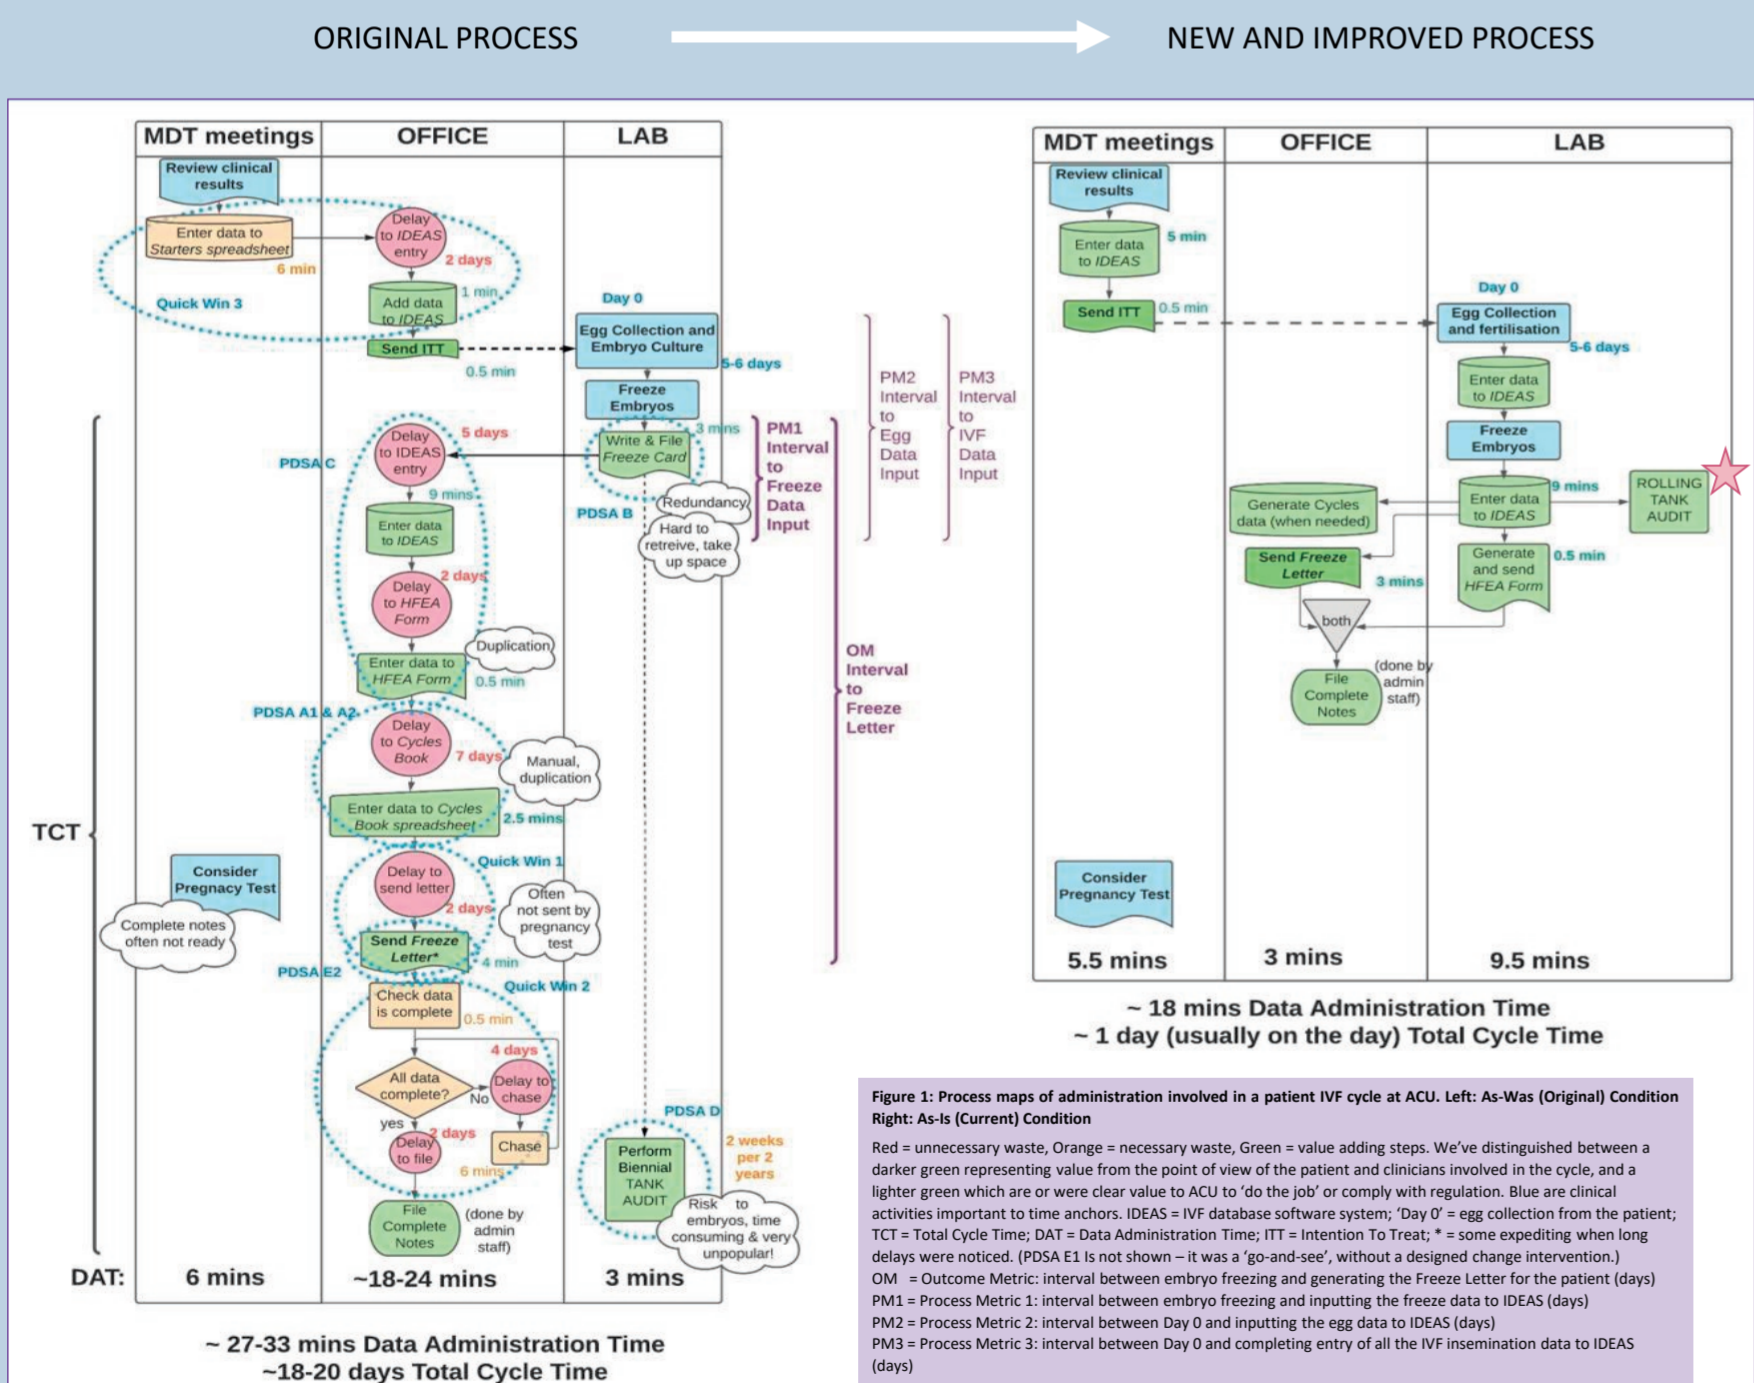 ORIGINAL PROCESS
NEW AND IMPROVED PROCESS
MDT meetings
OFFICE
LAB
Review clinical
results
Enter data to
Starters spreadsheet
6 min
Delay
to IDEAS
entry
2 days
Quick Win 3
1 min
Add data
to IDEAS
Send ITT
0.5 min
Day 0
Egg Collection and
Embryo Culture
5-6 days
Freeze
Embryos
3 mins
Write & File
Freeze Card
PDSA B
Redundancy
Hard to
retreive, take
up space
Delay
to IDEAS
entry
5 days
PDSA C
9 mins
Enter data
to IDEAS
2 days
Delay
to HFEA
Form
Duplication
Enter data to
HFEA Form
0.5 min
PDSA A1 & A2
Delay
to Cycles
Book
7 days
Manual,
duplication
Enter data to Cycles
Book spreadsheet
2.5 mins
TCT
Consider
Pregnacy Test
Complete notes
often not ready
Quick Win 1
Delay to
send letter
2 days
Often
not sent by
pregnancy
test
Send Freeze
Letter*
4 min
PDSA E2
Quick Win 2
Check data
is complete
0.5 min
4 days
All data
complete?
No
Delay to
chase
yes
2 days
Delay
to file
Chase
6 mins
File
Complete
Notes
(done by
admin
staff)
PDSA D
Perform
Biennial
TANK
AUDIT
2 weeks
per 2
years
Risk to
embryos, time
consuming & very
unpopular!
DAT:
6 mins
~18-24 mins
3 mins
~ 27-33 mins Data Administration Time
~18-20 days Total Cycle Time
PM1
Interval
to
Freeze
Data
Input
PM2
Interval
to
Egg
Data
Input
PM3
Interval
to
IVF
Data
Input
OM
Interval
to
Freeze
Letter
MDT meetings
OFFICE
LAB
Review clinical
results
Enter data
to IDEAS
5 min
Send ITT
0.5 min
Day 0
Egg Collection
and fertilisation
5-6 days
Enter data
to IDEAS
Freeze
Embryos
Enter data
to IDEAS
9 mins
ROLLING
TANK
AUDIT
Generate Cycles
data (when needed)
Send Freeze
Letter
3 mins
Generate
and send
HFEA Form
0.5 min
both
File
Complete
Notes
(done by
admin
staff)
Consider
Pregnancy Test
5.5 mins
3 mins
9.5 mins
~ 18 mins Data Administration Time
~ 1 day (usually on the day) Total Cycle Time
Figure 1: Process maps of administration involved in a patient IVF cycle at ACU. Left: As-Was (Original) Condition
Right: As-Is (Current) Condition
Red = unnecessary waste, Orange = necessary waste, Green = value adding steps. We've distinguished between a
darker green representing value from the point of view of the patient and clinicians involved in the cycle, and a
lighter green which are or were clear value to ACU to 'do the job' or comply with regulation. Blue are clinical
activities important to time anchors. IDEAS = IVF database software system; 'Day 0' = egg collection from the patient;
TCT = Total Cycle Time; DAT = Data Administration Time; ITT = Intention To Treat; * = some expediting when long
delays were noticed. (PDSA E1 Is not shown – it was a 'go-and-see', without a designed change intervention.)
OM = Outcome Metric: interval between embryo freezing and generating the Freeze Letter for the patient (days)
PM1 = Process Metric 1: interval between embryo freezing and inputting the freeze data to IDEAS (days)
PM2 = Process Metric 2: interval between Day 0 and inputting the egg data to IDEAS (days)
PM3 = Process Metric 3: interval between Day 0 and completing entry of all the IVF insemination data to IDEAS
(days)